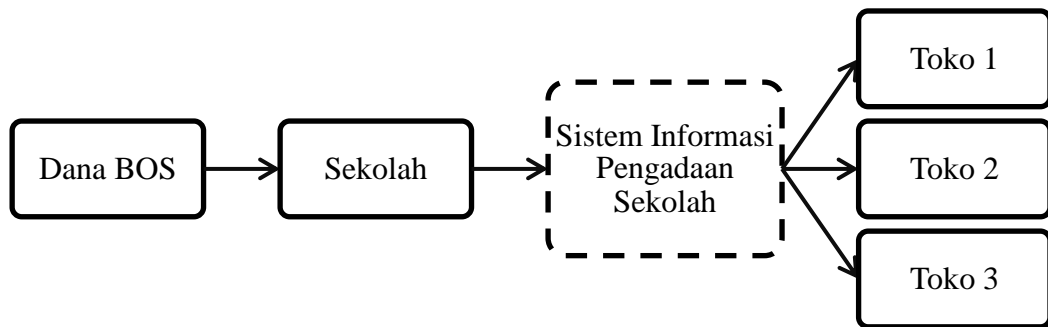 Dana BOS
Sekolah
Sistem Informasi
Pengadaan
Sekolah
Toko 1
Toko 2
Toko 3